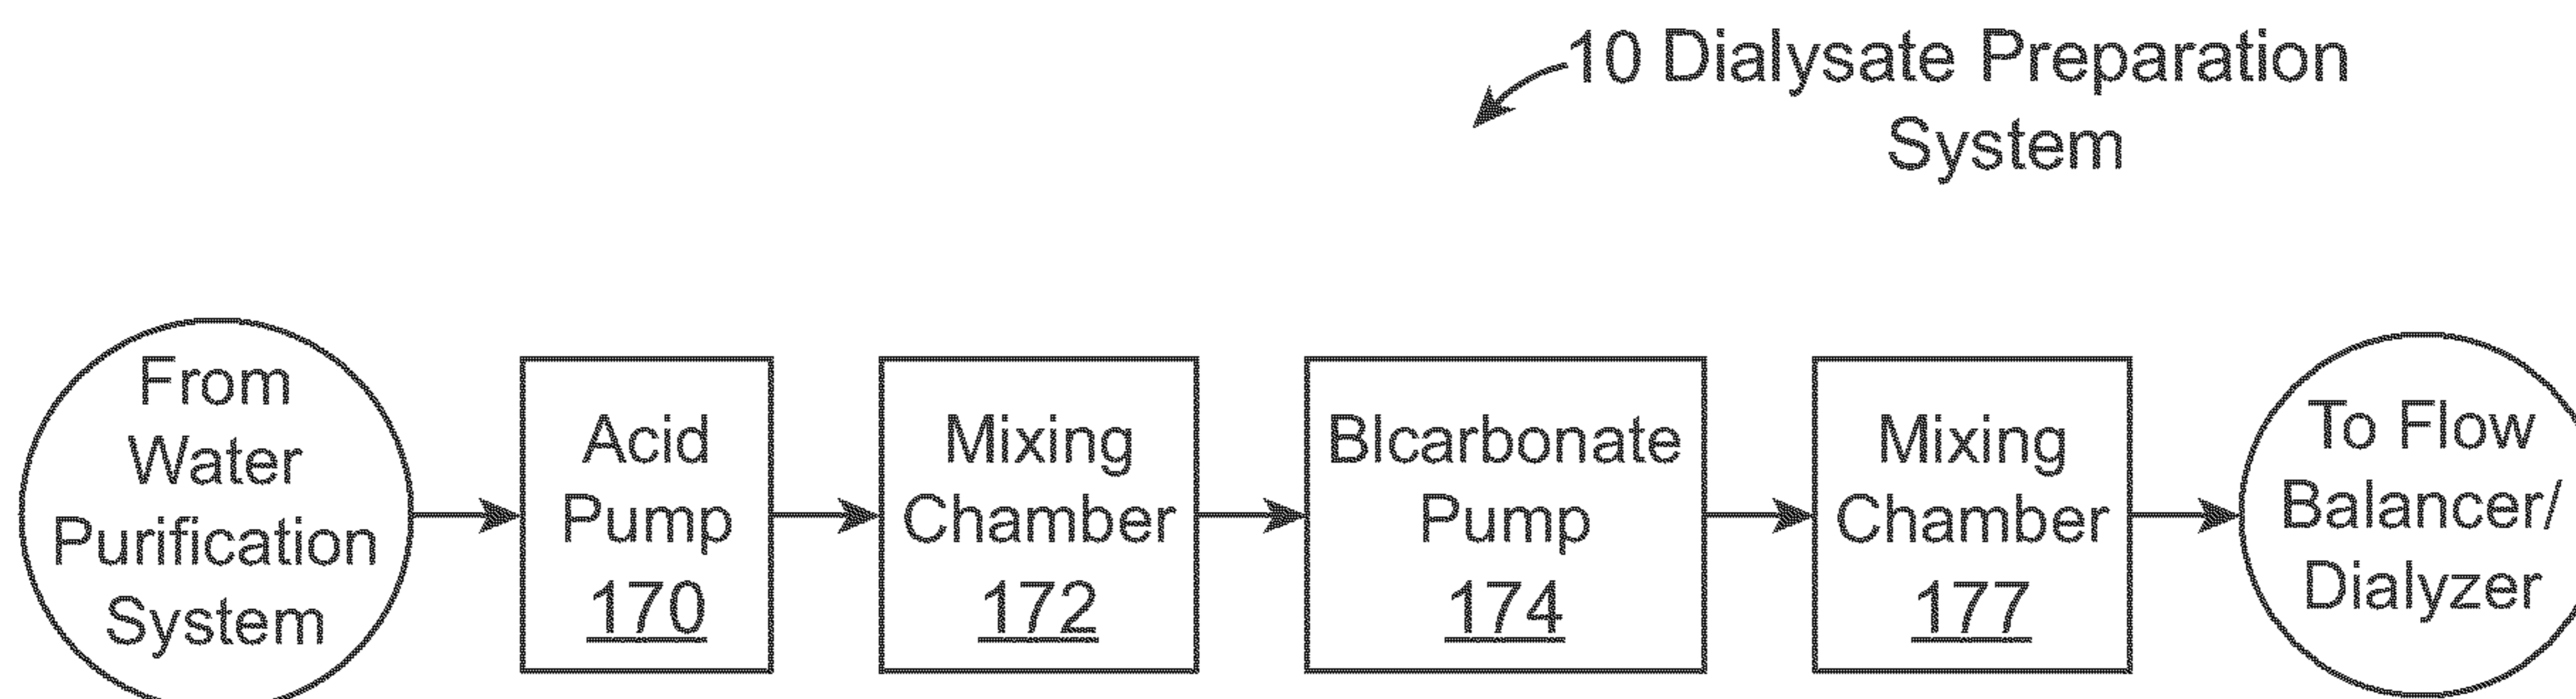 10 Dialysate Preparation
System
From
Water
Purification
System
Acid
Pump
170
Mixing
Chamber
172
BIcarbonate
Pump
174
Mixing
Chamber
177
To Flow
Balancer/
Dialyzer